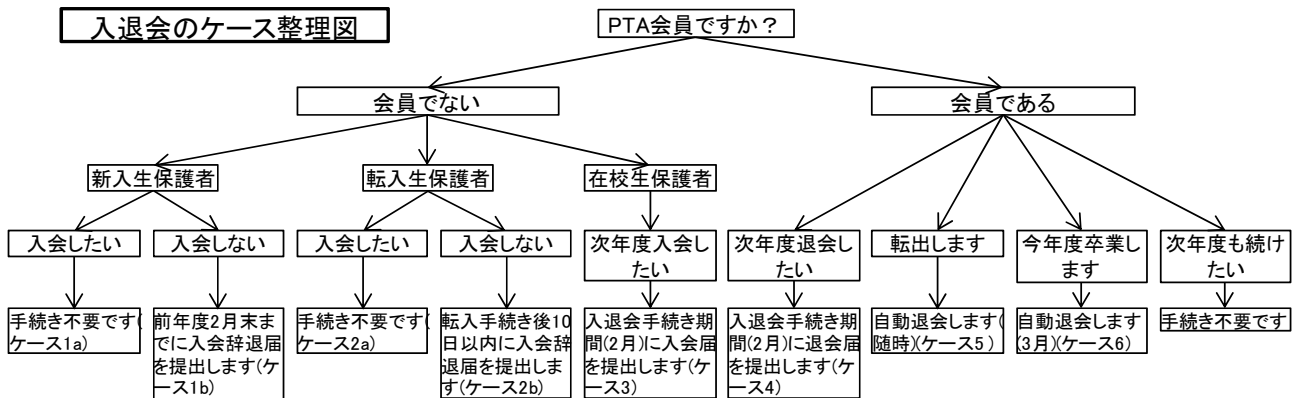 入退会のケース整理図
PTA会員ですか？
会員でない
会員である
新入生保護者
転入生保護者
在校生保護者
入会したい
入会しない
入会したい
入会しない
次年度入会し
たい
次年度退会し
たい
転出します
今年度卒業し
ます
次年度も続け
たい
手続き不要です(
ケース1a)
前年度2月末ま
でに入会辞退届
を提出します(ケ
ース1b)
手続き不要です(
ケース2a)
転入手続き後10
日以内に入会辞
退届を提出しま
す(ケース2b)
入退会手続き期
間(2月)に入会届
を提出します(ケ
ース3)
入退会手続き期
間(2月)に退会届
を提出します(ケ
ース4)
自動退会します(
随時)(ケース5)
自動退会します
(3月)(ケース6)
手続き不要です